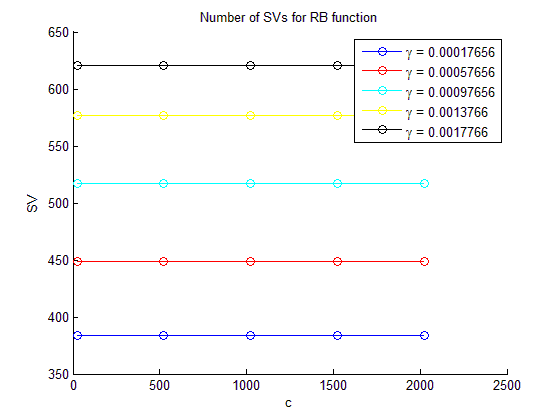 Number of SVs for RB function
650
600
550
500
450
400
350
SV
0 500 1000 1500 2000 2500
c
γ = 0.00017656
γ = 0.00057656
γ = 0.00097656
γ = 0.0013766
γ = 0.0017766